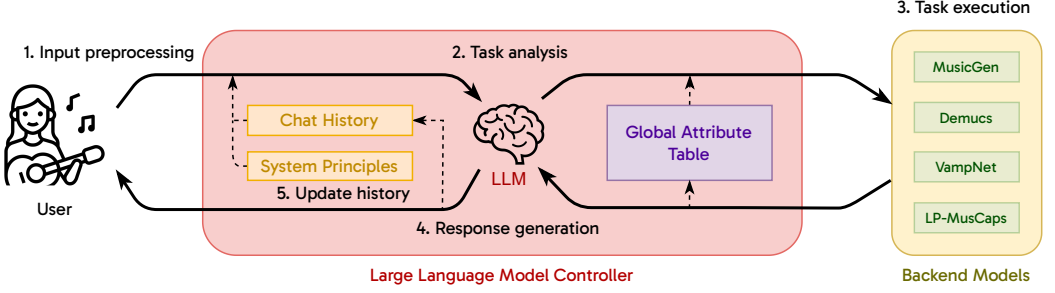 3. Task execution
1. Input preprocessing
2. Task analysis
MusicGen
Chat History
Global Attribute
Table
Demucs
System Principles
VampNet
LLM
5. Update history
User
4. Response generation
LP-MusCaps
Large Language Model Controller
Backend Models